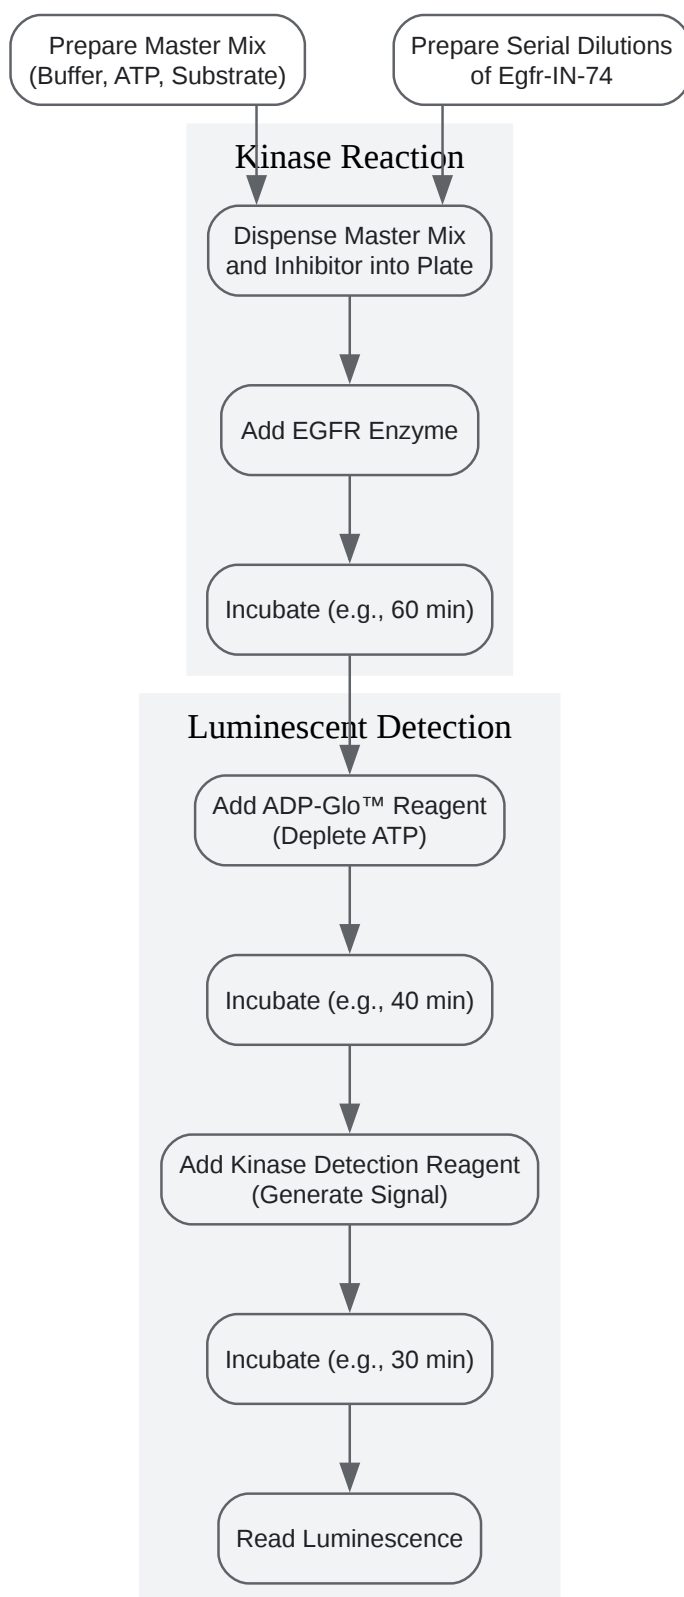 Prepare Master Mix
(Buffer, ATP, Substrate)
Prepare Serial Dilutions
of Egfr-IN-74
Kinase Reaction
Dispense Master Mix
and Inhibitor into Plate
Add EGFR Enzyme
Incubate (e.g., 60 min)
Luminescent Detection
Add ADP-Glo™ Reagent
(Deplete ATP)
Incubate (e.g., 40 min)
Add Kinase Detection Reagent
(Generate Signal)
Incubate (e.g., 30 min)
Read Luminescence